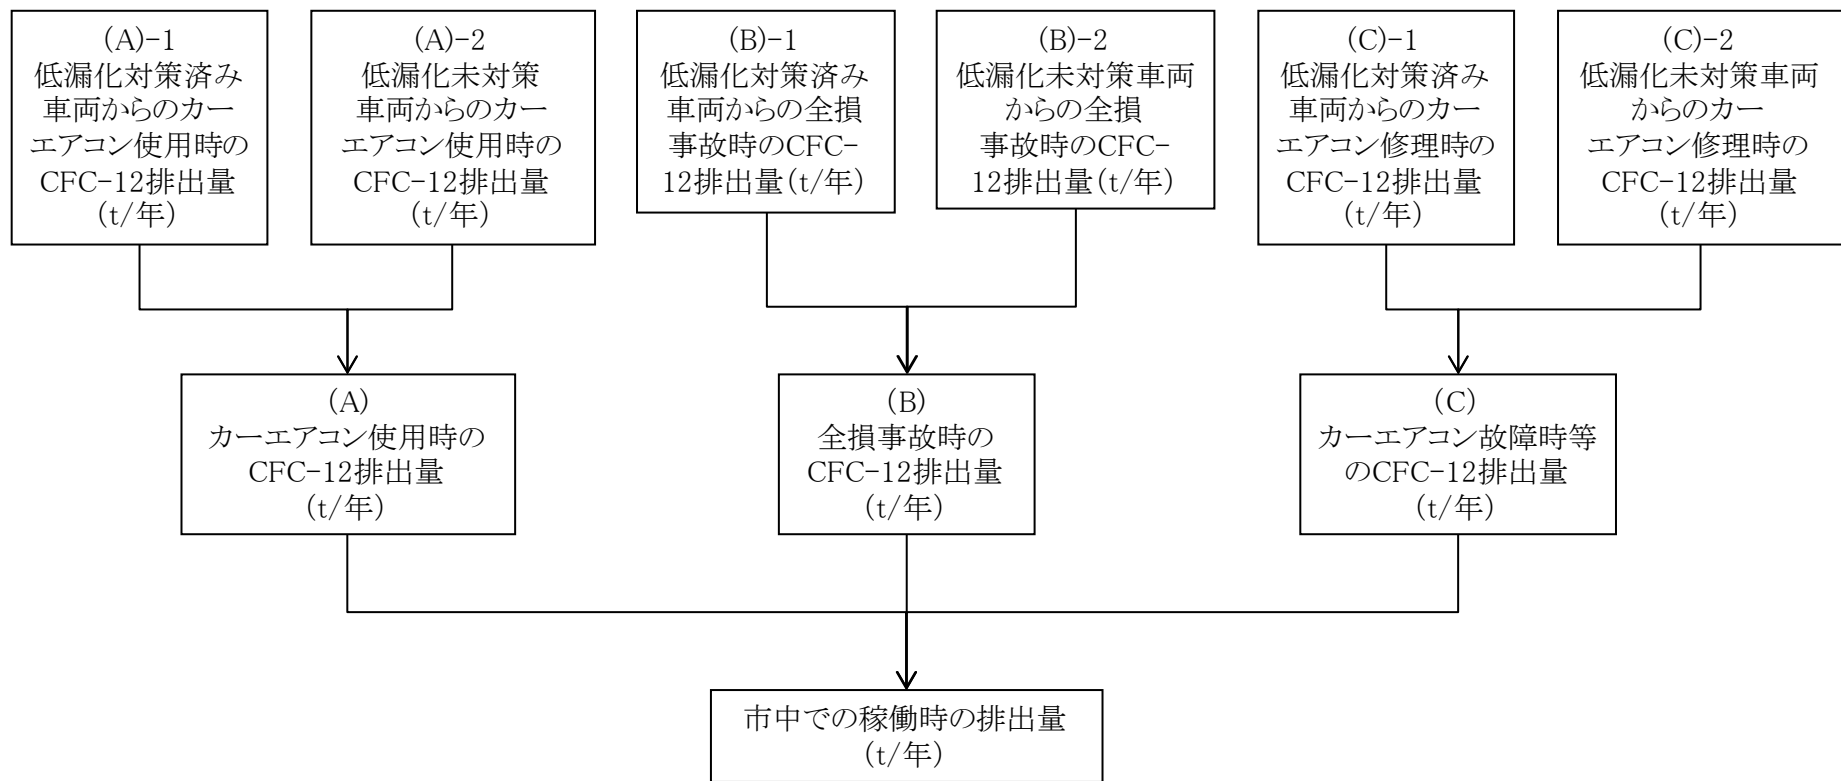 (A)-1
低漏化対策済み
車両からのカー
エアコン使用時の
CFC-12排出量
(t/年)
(A)-2
低漏化未対策
車両からのカー
エアコン使用時の
CFC-12排出量
(t/年)
(B)-1
低漏化対策済み
車両からの全損
事故時のCFC-
12排出量(t/年)
(B)-2
低漏化未対策車両
からの全損
事故時のCFC-
12排出量(t/年)
(C)-1
低漏化対策済み
車両からのカー
エアコン修理時の
CFC-12排出量
(t/年)
(C)-2
低漏化未対策車両
からのカー
エアコン修理時の
CFC-12排出量
(t/年)
(A)
カーエアコン使用時の
CFC-12排出量
(t/年)
(B)
全損事故時の
CFC-12排出量
(t/年)
(C)
カーエアコン故障時等
のCFC-12排出量
(t/年)
市中での稼働時の排出量
(t/年)